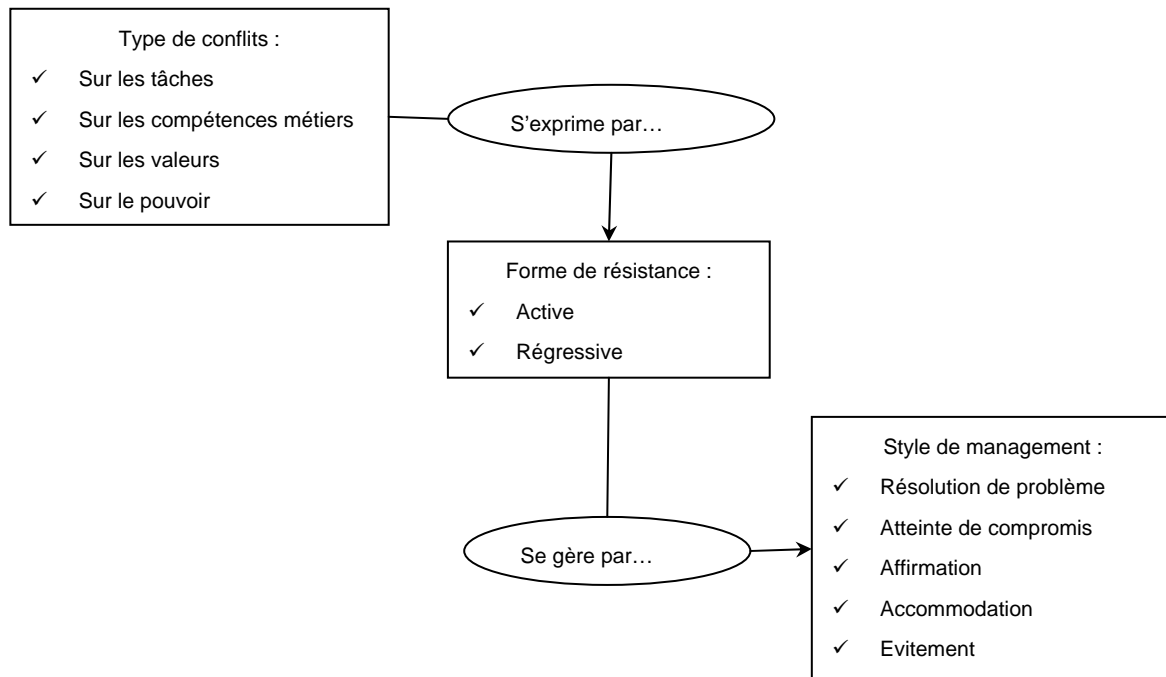 Type de conflits :
✓ Sur les tâches
✓ Sur les compétences métiers
✓ Sur les valeurs
✓ Sur le pouvoir
S’exprime par…
Forme de résistance :
✓ Active
✓ Régressive
Se gère par…
Style de management :
✓ Résolution de problème
✓ Atteinte de compromis
✓ Affirmation
✓ Accommodation
✓ Evitement